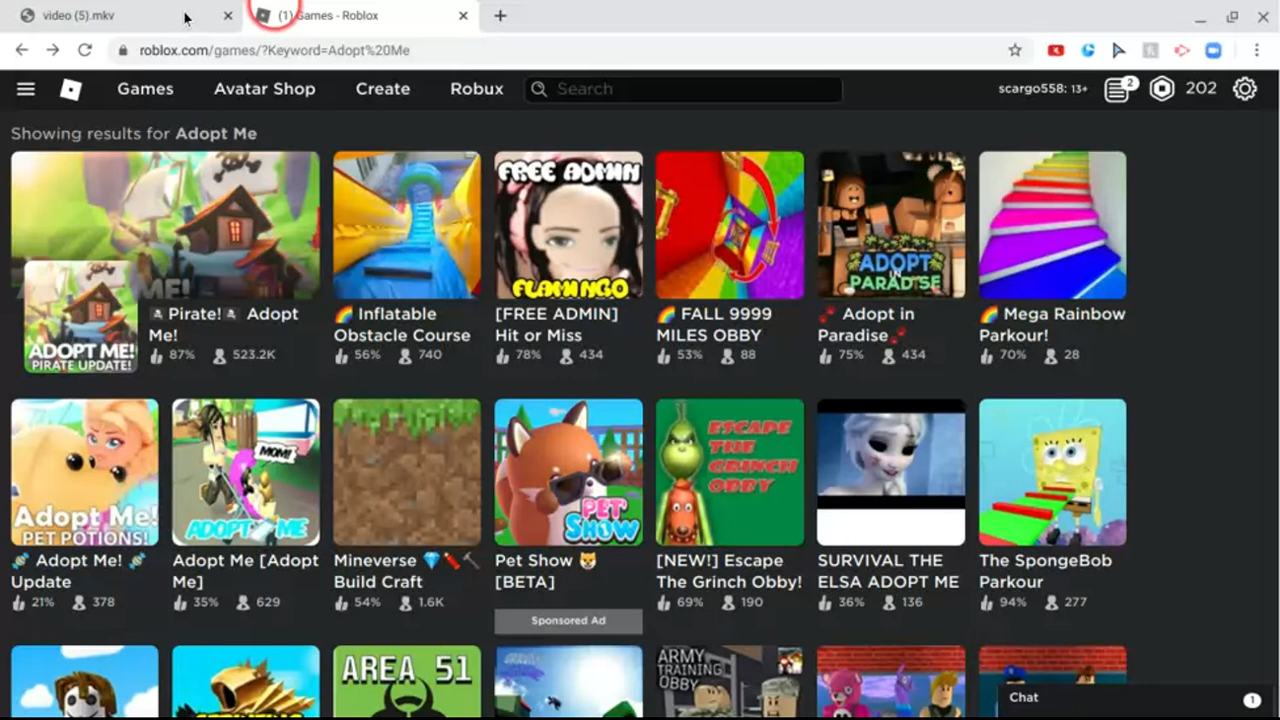 video (5).mkv
(1) Games - Roblox
roblox.com/games/?Keyword=Adopt%20Me
Games
Avatar Shop
Create
Robux
Search
scargo558: 13+
2
202
Showing results for Adopt Me
ADOPT ME!
PIRATE UPDATE!
🏴‍☠️Pirate!🏴‍☠️ Adopt
Me!
87% 523.2K
🌈 Inflatable
Obstacle Course
56% 740
FREE ADMIN
FLAMINGO
[FREE ADMIN]
Hit or Miss
78% 434
🌈 FALL 9999
MILES OBBY
53% 88
ADOPT
IN
PARADISE
🐾 Adopt in
Paradise🐾
75% 434
🌈 Mega Rainbow
Parkour!
70% 28
Adopt Me!
PET POTIONS!
🍬 Adopt Me! 🍬
Update
21% 378
MOM!
ADOPT ME
Adopt Me [Adopt
Me]
35% 629
Mineverse 💎🧨⛏
Build Craft
54% 1.6K
PET
SHOW
Pet Show 😺
[BETA]
Sponsored Ad
ESCAPE
THE
GRINCH
OBBY
[NEW!] Escape
The Grinch Obby!
69% 190
SURVIVAL THE
ELSA ADOPT ME
36% 136
The SpongeBob
Parkour
94% 277
AREA 51
ARMY
TRAINING
OBBY
Chat
1